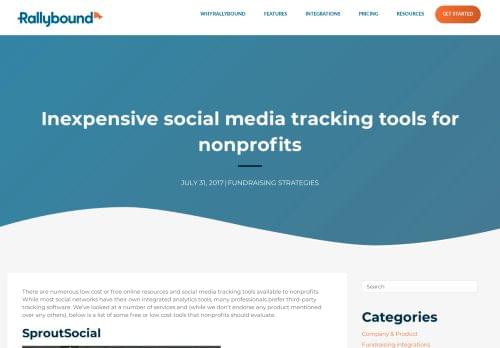 Rallybound
WHY RALLYBOUND
FEATURES
INTEGRATIONS
PRICING
RESOURCES
GET STARTED
Inexpensive social media tracking tools for
nonprofits
JULY 31, 2017 | FUNDRAISING STRATEGIES
There are numerous low cost or free online resources and social media tracking tools available to nonprofits.
While most social networks have their own integrated analytics tools, many professionals prefer third-party
tracking software. We've looked at a number of services and (while we don't endorse any product mentioned
over any others), below is a list of some free or low cost tools that nonprofits should evaluate.
SproutSocial
Search
Categories
Company & Product
Fundraising Integrations